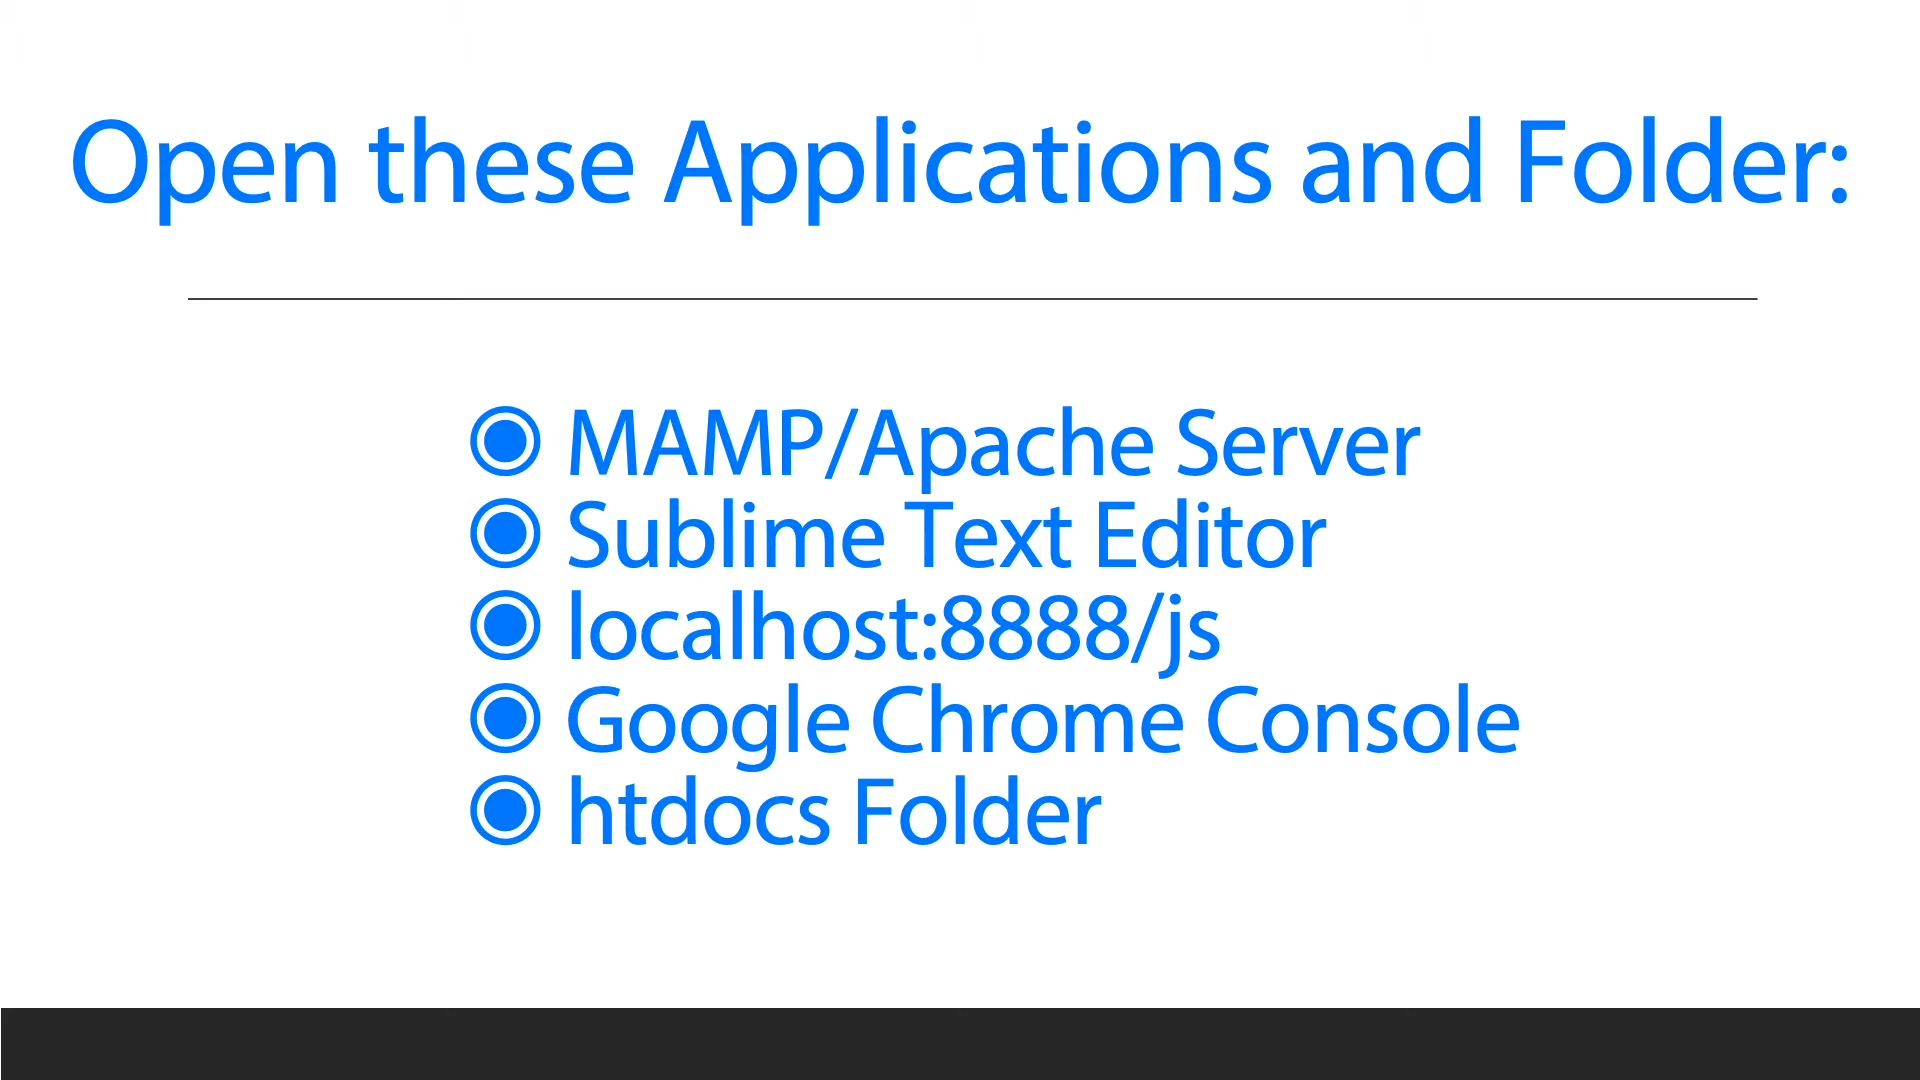 Open these Applications and Folder:
◉ MAMP/Apache Server
◉ Sublime Text Editor
◉ localhost:8888/js
◉ Google Chrome Console
◉ htdocs Folder